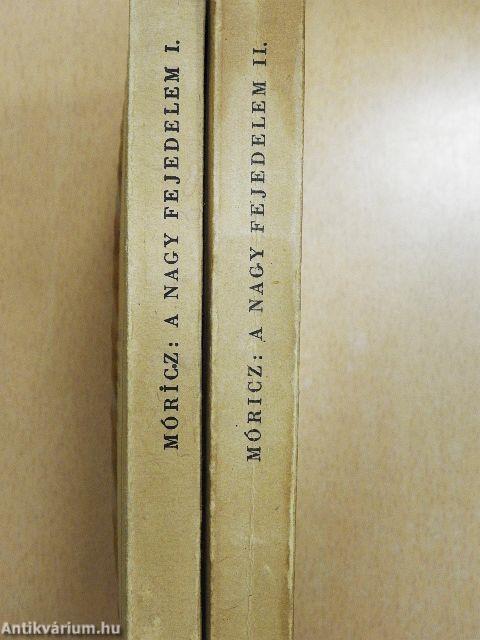 MÓRICZ: A NAGY FEJEDELEM I.
MÓRICZ: A NAGY FEJEDELEM II.
Antikvárium.hu